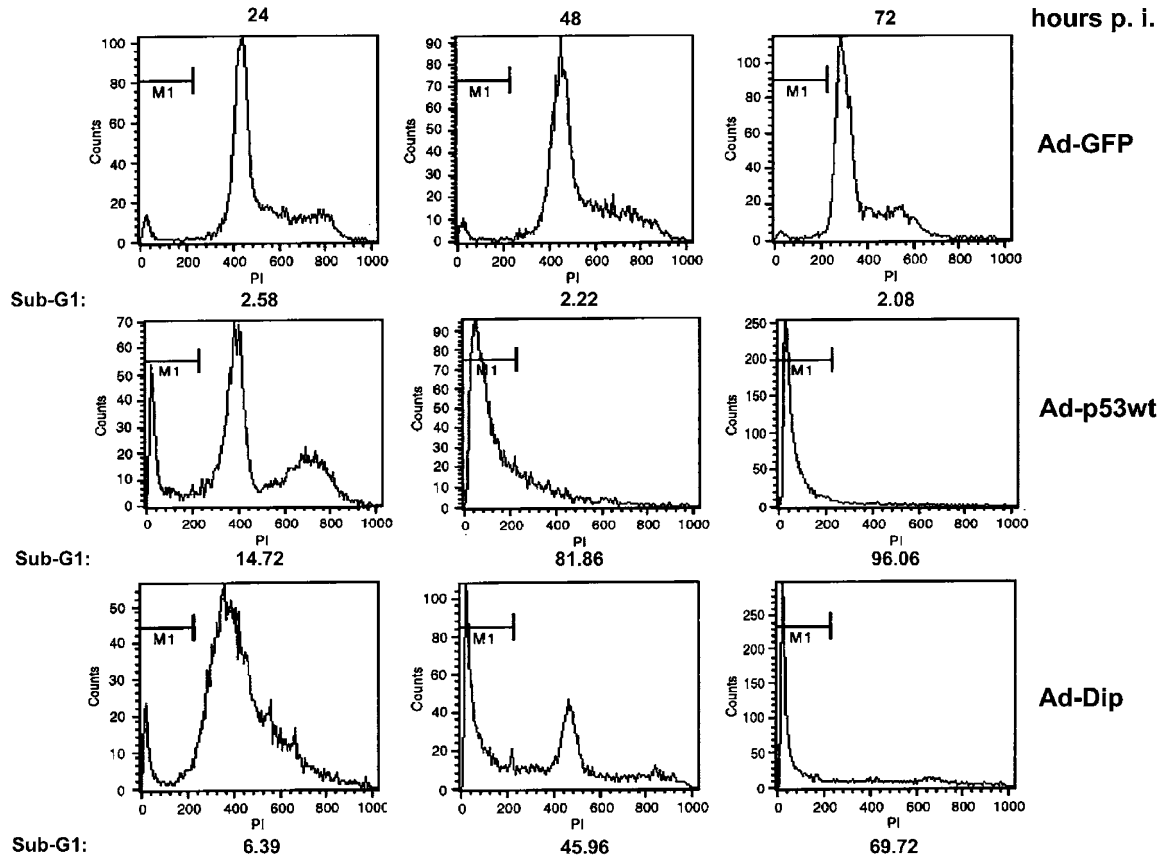 24 48 72 hours p. i.
100 80 60 40 20 0
Counts
M1
0 200 400 600 800 1000
PI
90 80 70 60 50 40 30 20 10 0
Counts
M1
0 200 400 600 800 1000
PI
100 80 60 40 20 0
Counts
M1
0 200 400 600 800 1000
PI
Ad-GFP
Sub-G1: 2.58 2.22 2.08
70 60 50 40 30 20 10 0
Counts
M1
0 200 400 600 800 1000
PI
90 80 70 60 50 40 30 20 10 0
Counts
M1
0 200 400 600 800 1000
PI
250 200 150 100 50 0
Counts
M1
0 200 400 600 800 1000
PI
Ad-p53wt
Sub-G1: 14.72 81.86 96.06
50 40 30 20 10 0
Counts
M1
0 200 400 600 800 1000
PI
100 80 60 40 20 0
Counts
M1
0 200 400 600 800 1000
PI
250 200 150 100 50 0
Counts
M1
0 200 400 600 800 1000
PI
Ad-Dip
Sub-G1: 6.39 45.96 69.72